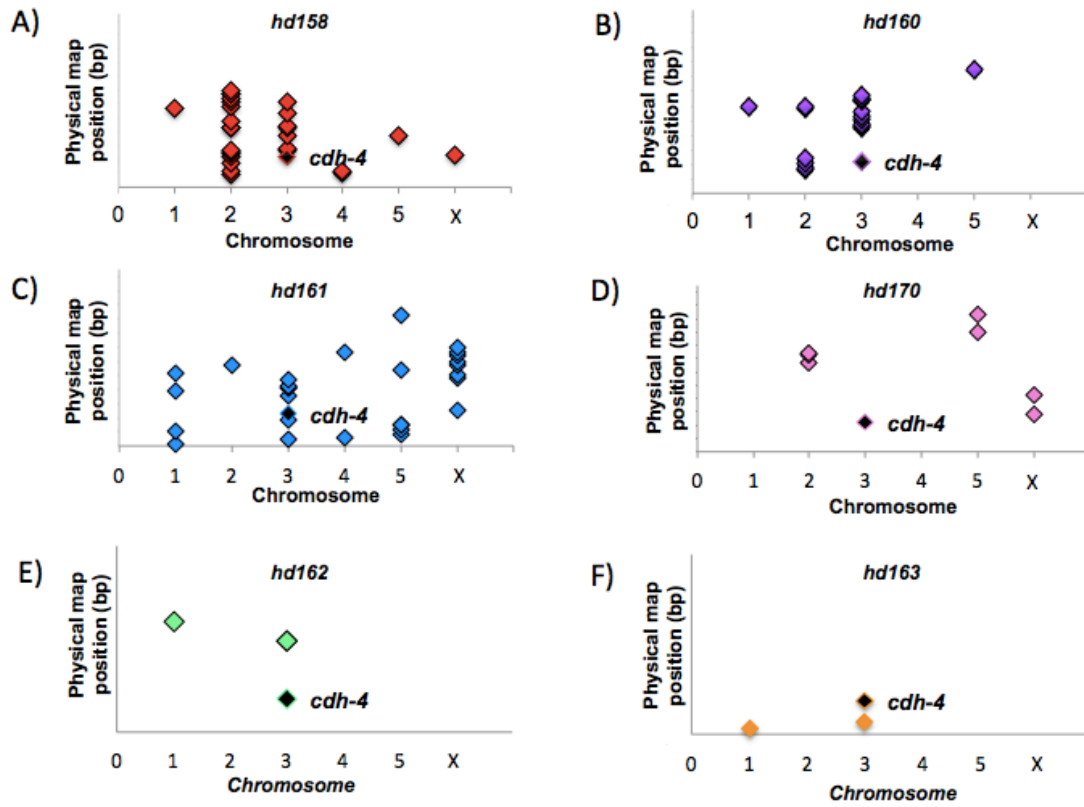 A)
hd158
Physical map
position (bp)
cdh-4
0 1 2 3 4 5 X
Chromosome
B)
hd160
Physical map
position (bp)
cdh-4
0 1 2 3 4 5 X
Chromosome
C)
hd161
Physical map
position (bp)
cdh-4
0 1 2 3 4 5 X
Chromosome
D)
hd170
Physical map
position (bp)
cdh-4
0 1 2 3 4 5 X
Chromosome
E)
hd162
Physical map
position (bp)
cdh-4
0 1 2 3 4 5 X
Chromosome
F)
hd163
Physical map
position (bp)
cdh-4
0 1 2 3 4 5 X
Chromosome